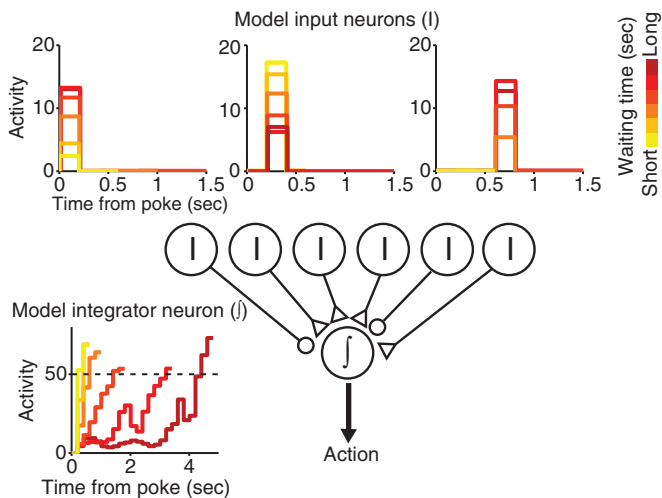 Model input neurons (I)
20
10
0
Activity
0 0.5 1 1.5
Time from poke (sec)
20
10
0
0 0.5 1 1.5
20
10
0
0 0.5 1 1.5
Waiting time (sec)
Short Long
I I I I I I
∫
Action
Model integrator neuron (∫)
50
0
Activity
0 2 4
Time from poke (sec)